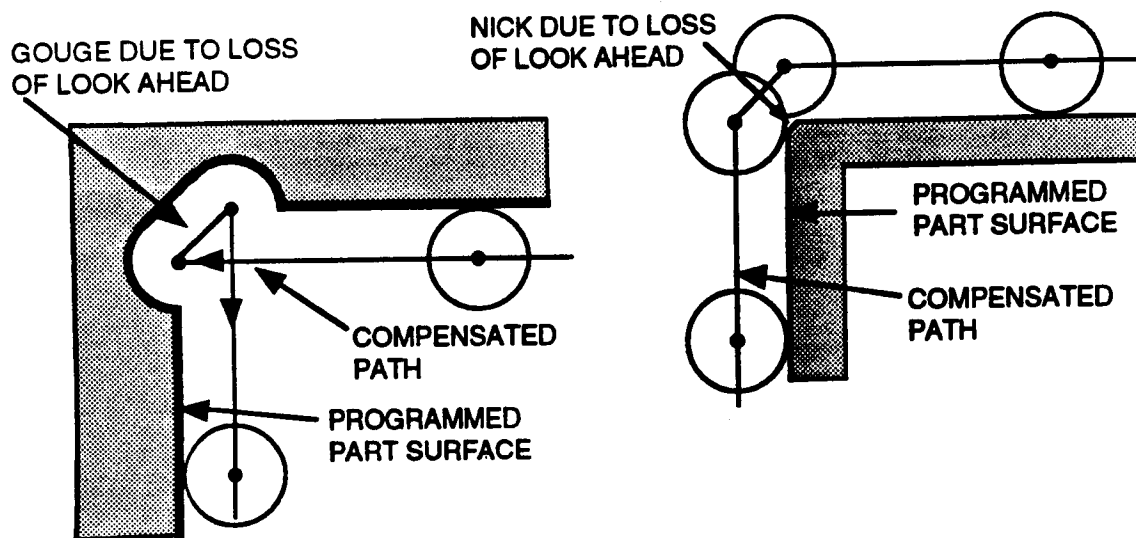 GOUGE DUE TO LOSS
OF LOOK AHEAD
COMPENSATED
PATH
PROGRAMMED
PART SURFACE
NICK DUE TO LOSS
OF LOOK AHEAD
PROGRAMMED
PART SURFACE
COMPENSATED
PATH